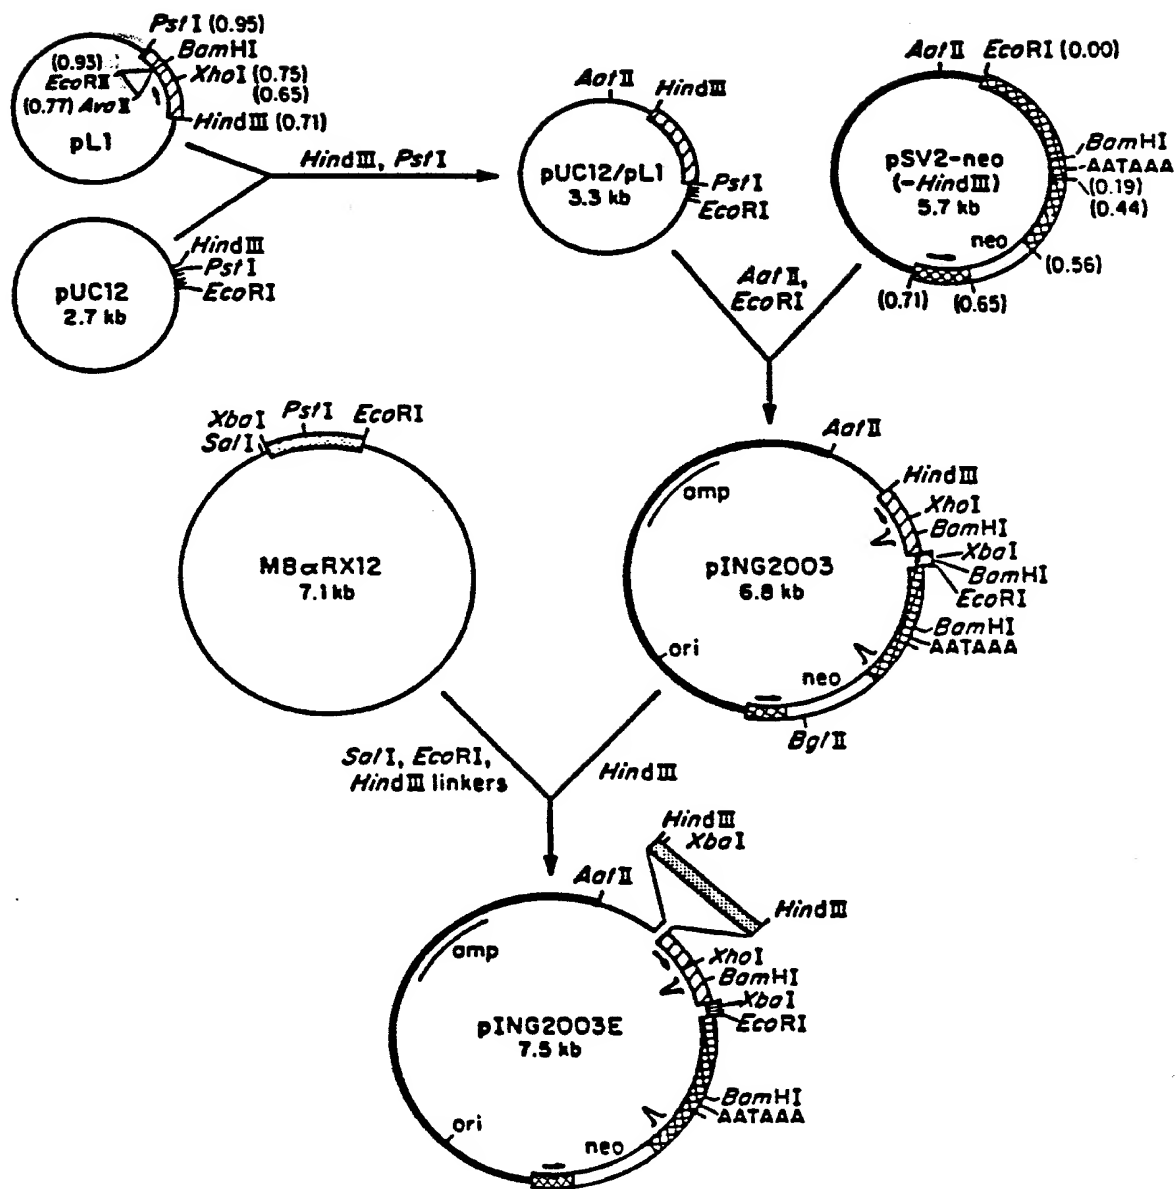 PstI (0.95)
BamHI
(0.93)
EcoRII
XhoI (0.75)
(0.65)
(0.77) AvaII
HindIII (0.71)
pL1
HindIII, PstI
HindIII
PstI
EcoRI
pUC12
2.7 kb
AatII
HindIII
pUC12/pL1
3.3 kb
PstI
EcoRI
AatII
EcoRI (0.00)
pSV2-neo
(-HindIII)
5.7 kb
BamHI
AATAAA
(0.19)
(0.44)
neo
(0.56)
(0.71)
(0.65)
AatII,
EcoRI
XbaI
SalI
PstI
EcoRI
M8αRX12
7.1 kb
AatII
HindIII
amp
XhoI
BamHI
XbaI
pING2003
6.8 kb
BamHI
EcoRI
BamHI
AATAAA
ori
neo
BglII
SalI, EcoRI,
HindIII linkers
HindIII
HindIII
XbaI
AatII
HindIII
amp
XhoI
BamHI
XbaI
EcoRI
pING2003E
7.5 kb
BamHI
AATAAA
ori
neo